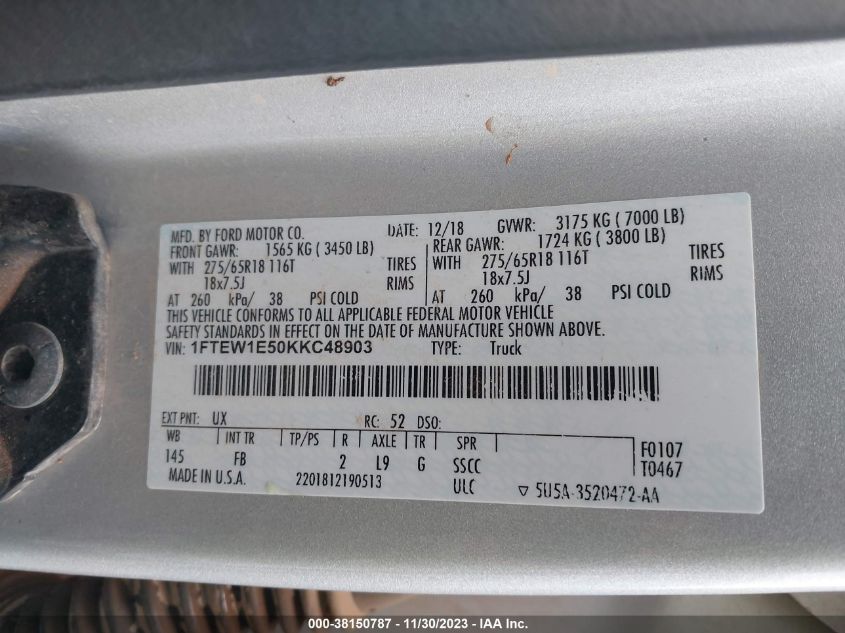 MFD. BY FORD MOTOR CO. DATE: 12/18 GVWR: 3175 KG ( 7000 LB)
FRONT GAWR: 1565 KG ( 3450 LB) REAR GAWR: 1724 KG ( 3800 LB)
WITH 275/65R18 116T TIRES WITH 275/65R18 116T TIRES
18x7.5J RIMS 18x7.5J RIMS
AT 260 kPa/ 38 PSI COLD AT 260 kPa/ 38 PSI COLD
THIS VEHICLE CONFORMS TO ALL APPLICABLE FEDERAL MOTOR VEHICLE
SAFETY STANDARDS IN EFFECT ON THE DATE OF MANUFACTURE SHOWN ABOVE.
VIN: 1FTEW1E50KKC48903 TYPE: Truck
EXT PNT: UX RC: 52 DSO:
WB INT TR TP/PS R AXLE TR SPR F0107
145 FB 2 L9 G SSCC T0467
MADE IN U.S.A. 2201812190513 ULC ▽ 5U5A-3520472-AA
000-38150787 - 11/30/2023 - IAA Inc.